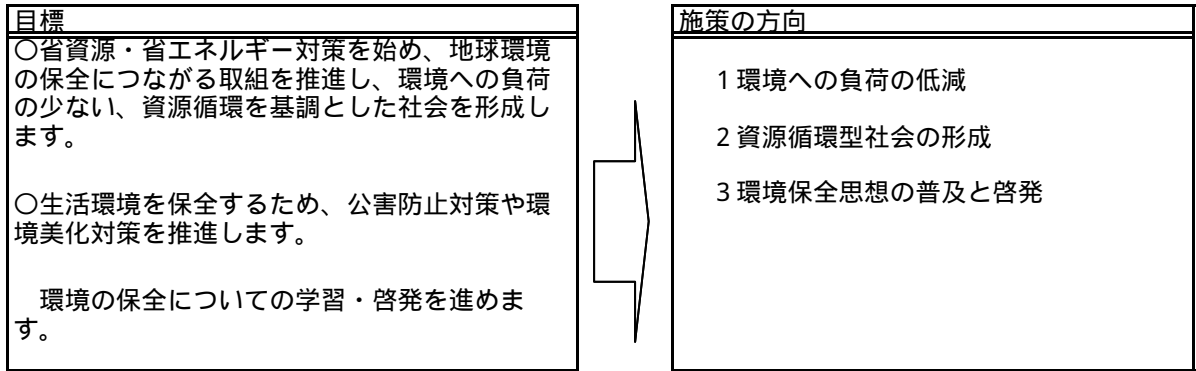 目標
○省資源・省エネルギー対策を始め、地球環境
の保全につながる取組を推進し、環境への負荷
の少ない、資源循環を基調とした社会を形成し
ます。
○生活環境を保全するため、公害防止対策や環
境美化対策を推進します。
環境の保全についての学習・啓発を進めま
す。
施策の方向
1 環境への負荷の低減
2 資源循環型社会の形成
3 環境保全思想の普及と啓発